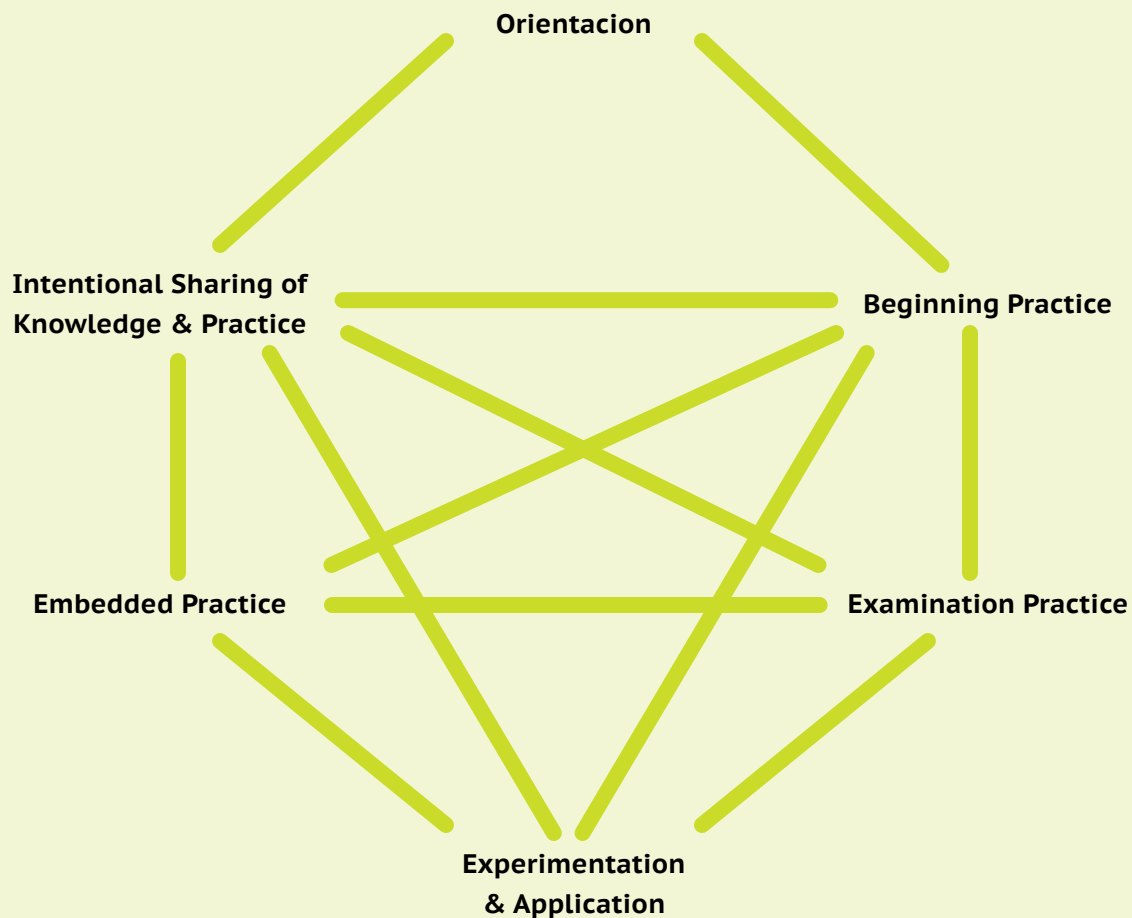 Orientacion
Intentional Sharing of
Knowledge & Practice
Beginning Practice
Embedded Practice
Examination Practice
Experimentation
& Application